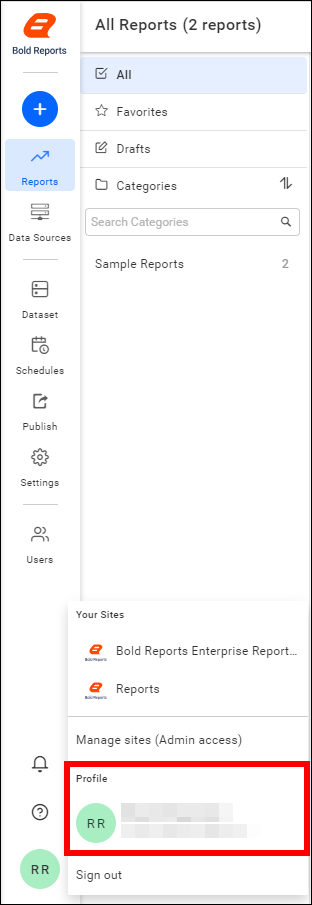 Bold Reports
Reports
Data Sources
Dataset
Schedules
Publish
Settings
Users
All Reports (2 reports)
All
Favorites
Drafts
Categories
Search Categories
Sample Reports 2
Your Sites
Bold Reports
Bold Reports Enterprise Report...
Bold Reports
Reports
Manage sites (Admin access)
Profile
RR
Sign out
RR